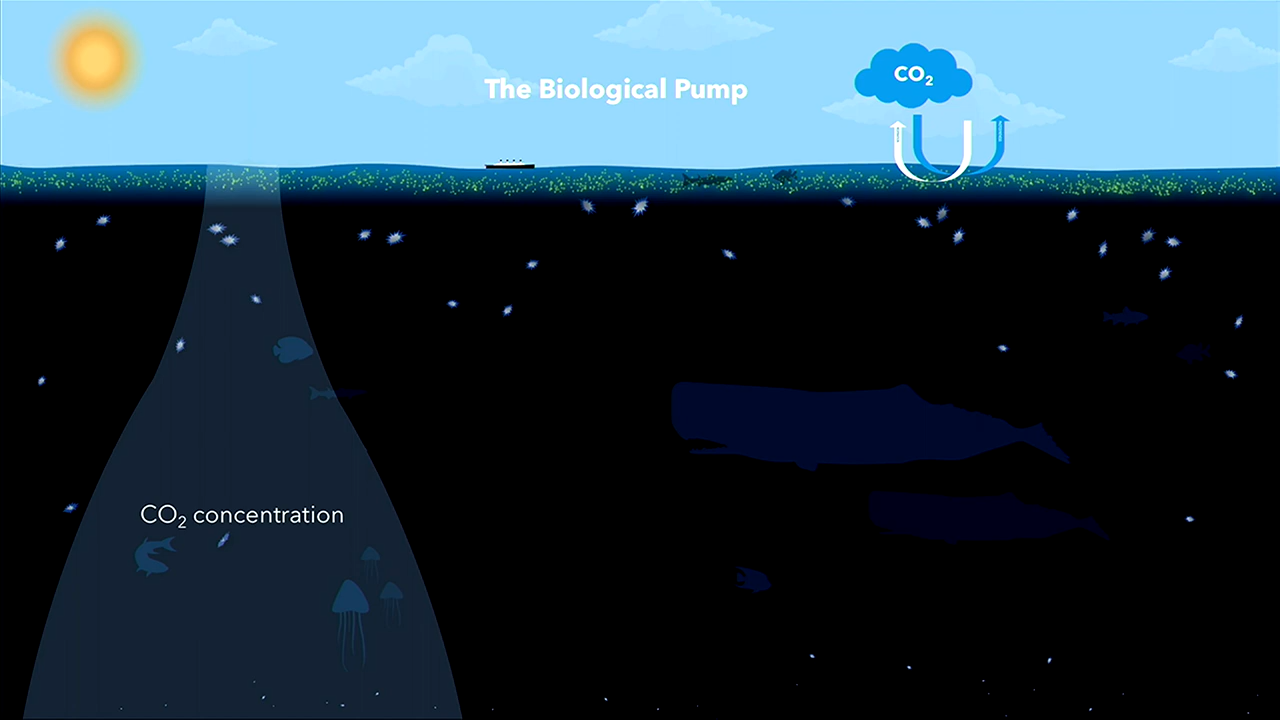 The Biological Pump
CO₂
CO₂ concentration